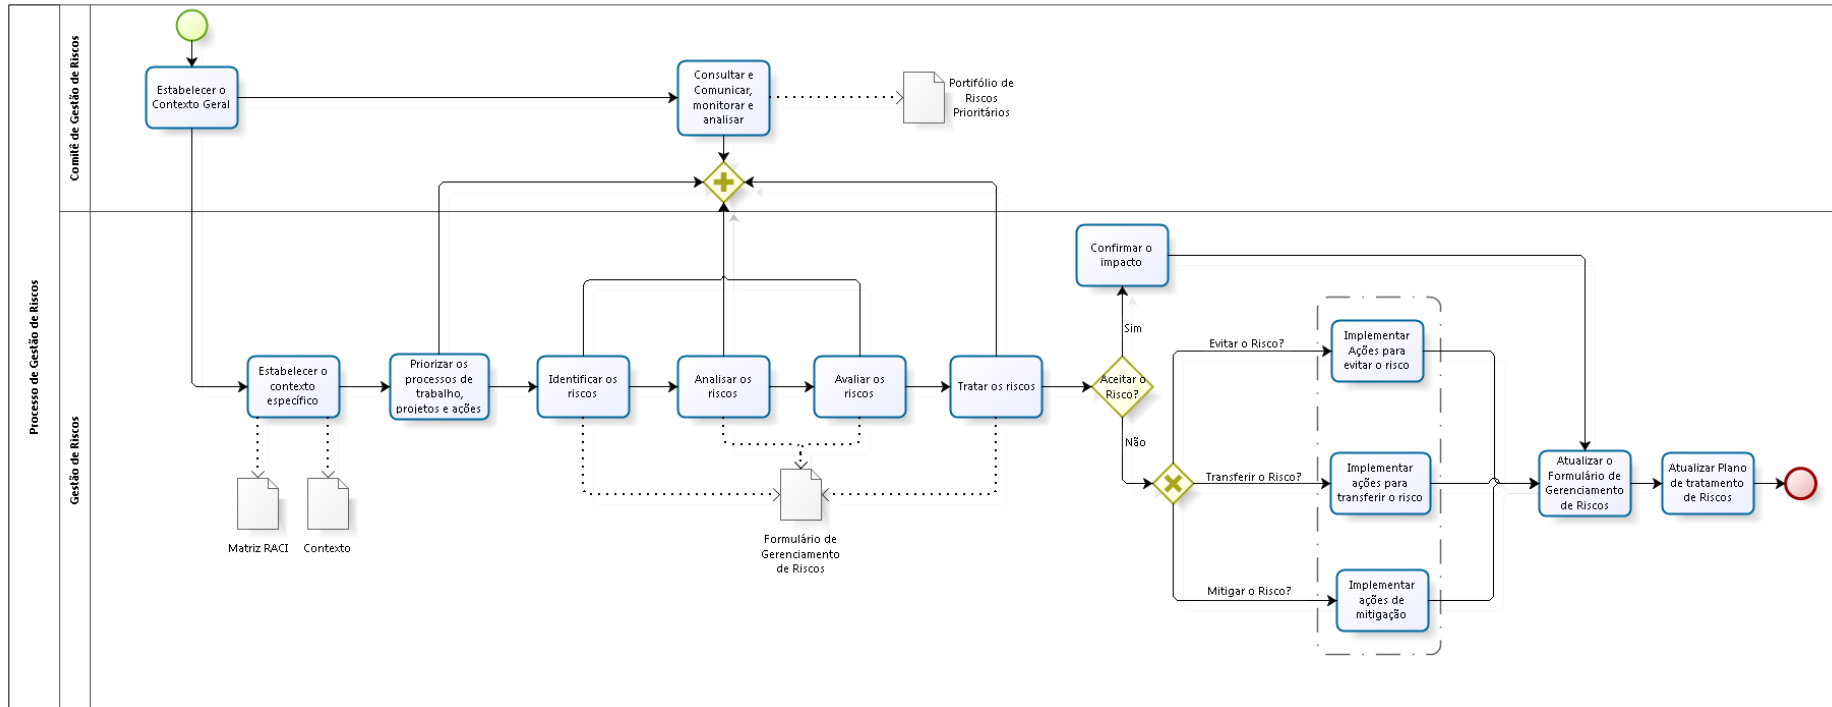 Processo de Gestão de Riscos
Comitê de Gestão de Riscos
Estabelecer o
Contexto Geral
Consultar e
Comunicar,
monitorar e
analisar
Portifólio de
Riscos
Prioritários
Gestão de Riscos
Estabelecer o
contexto
específico
Matriz RACI
Contexto
Priorizar os
processos de
trabalho,
projetos e ações
Identificar os
riscos
Analisar os
riscos
Avaliar os
riscos
Formulário de
Gerenciamento
de Riscos
Tratar os riscos
Aceitar o
Risco?
Sim
Confirmar o
impacto
Não
Evitar o Risco?
Implementar
Ações para
evitar o risco
Transferir o Risco?
Implementar
ações para
transferir o risco
Mitigar o Risco?
Implementar
ações de
mitigação
Atualizar o
Formulário de
Gerenciamento
de Riscos
Atualizar Plano
de tratamento
de Riscos